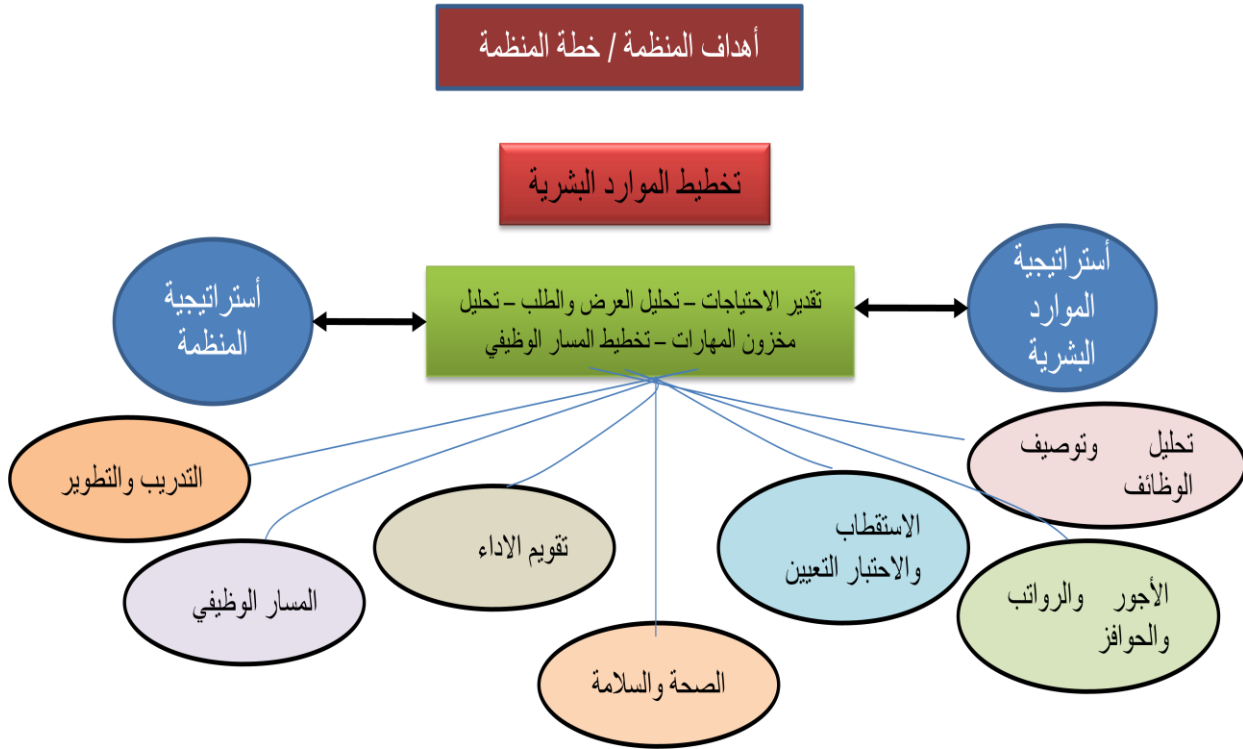 أهداف المنظمة / خطة المنظمة
تخطيط الموارد البشرية
أستراتيجية
الموارد
البشرية
تقدير الاحتياجات – تحليل العرض والطلب – تحليل
مخزون المهارات – تخطيط المسار الوظيفي
أستراتيجية
المنظمة
تحليل وتوصيف
الوظائف
التدريب والتطوير
الاستقطاب
والاحتبار التعيين
تقويم الاداء
الأجور والرواتب
والحوافز
المسار الوظيفي
الصحة والسلامة